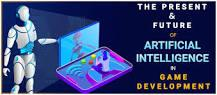 THE PRESENT
&
FUTURE
OF
ARTIFICIAL
INTELLIGENCE
IN
GAME
DEVELOPMENT